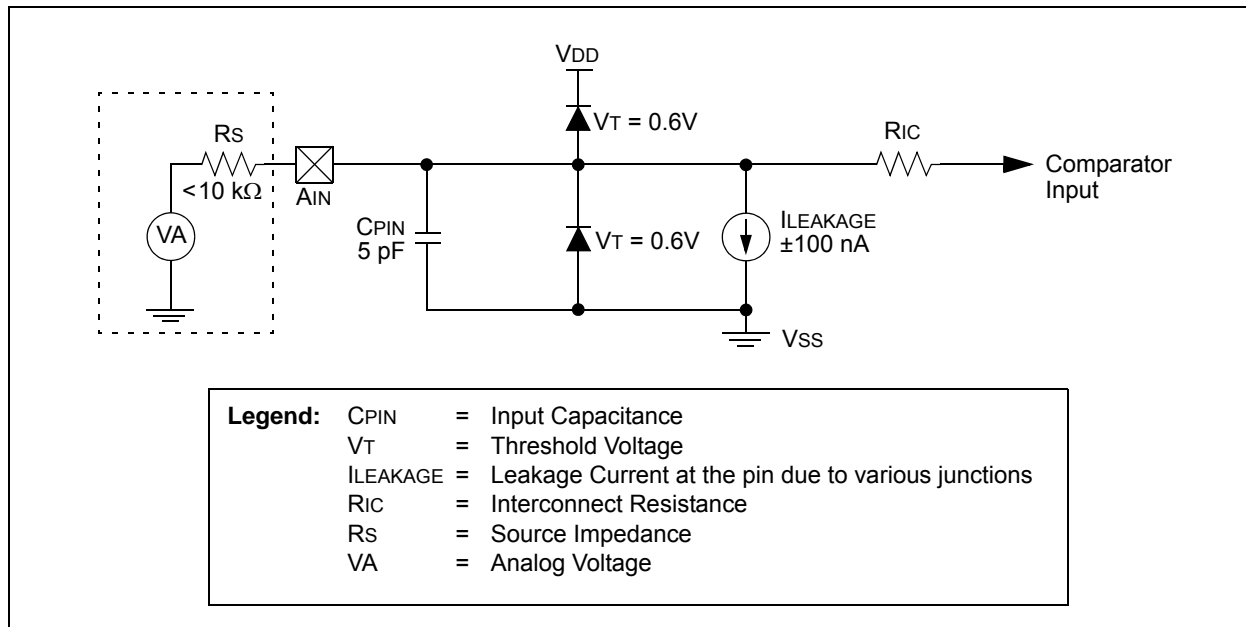 VDD
VT = 0.6V
RS
RIC
Comparator
Input
<10 kΩ
AIN
VA
CPIN
5 pF
VT = 0.6V
ILEAKAGE
±100 nA
VSS
Legend: CPIN = Input Capacitance
VT = Threshold Voltage
ILEAKAGE = Leakage Current at the pin due to various junctions
RIC = Interconnect Resistance
RS = Source Impedance
VA = Analog Voltage